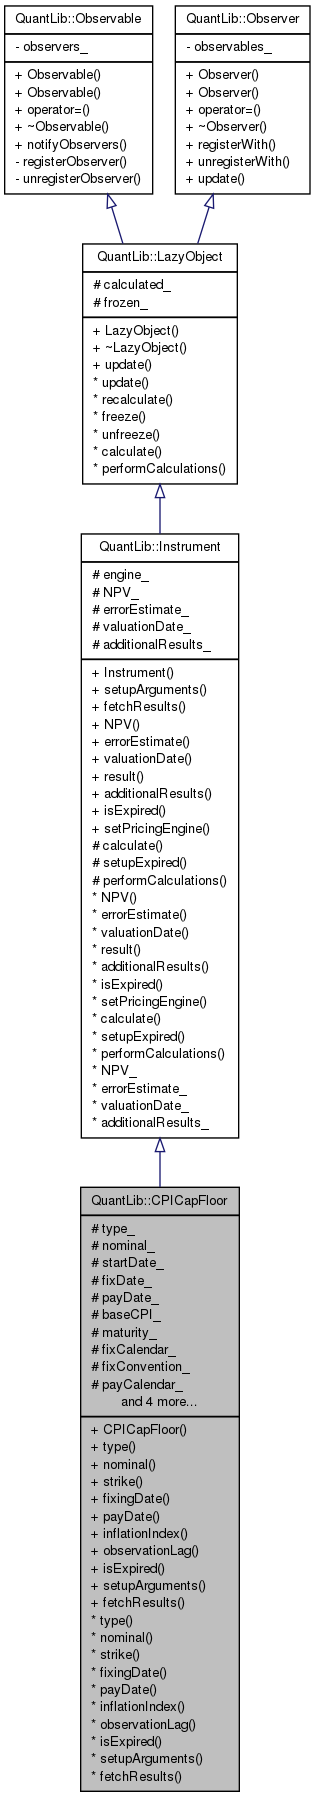 QuantLib::Observable
- observers_
+ Observable()
+ Observable()
+ operator=()
+ ~Observable()
+ notifyObservers()
- registerObserver()
- unregisterObserver()
QuantLib::Observer
- observables_
+ Observer()
+ Observer()
+ operator=()
+ ~Observer()
+ registerWith()
+ unregisterWith()
+ update()
QuantLib::LazyObject
# calculated_
# frozen_
+ LazyObject()
+ ~LazyObject()
+ update()
* update()
* recalculate()
* freeze()
* unfreeze()
* calculate()
* performCalculations()
QuantLib::Instrument
# engine_
# NPV_
# errorEstimate_
# valuationDate_
# additionalResults_
+ Instrument()
+ setupArguments()
+ fetchResults()
+ NPV()
+ errorEstimate()
+ valuationDate()
+ result()
+ additionalResults()
+ isExpired()
+ setPricingEngine()
# calculate()
# setupExpired()
# performCalculations()
* NPV()
* errorEstimate()
* valuationDate()
* result()
* additionalResults()
* isExpired()
* setPricingEngine()
* calculate()
* setupExpired()
* performCalculations()
* NPV_
* errorEstimate_
* valuationDate_
* additionalResults_
QuantLib::CPICapFloor
# type_
# nominal_
# startDate_
# fixDate_
# payDate_
# baseCPI_
# maturity_
# fixCalendar_
# fixConvention_
# payCalendar_
and 4 more...
+ CPICapFloor()
+ type()
+ nominal()
+ strike()
+ fixingDate()
+ payDate()
+ inflationIndex()
+ observationLag()
+ isExpired()
+ setupArguments()
+ fetchResults()
* type()
* nominal()
* strike()
* fixingDate()
* payDate()
* inflationIndex()
* observationLag()
* isExpired()
* setupArguments()
* fetchResults()